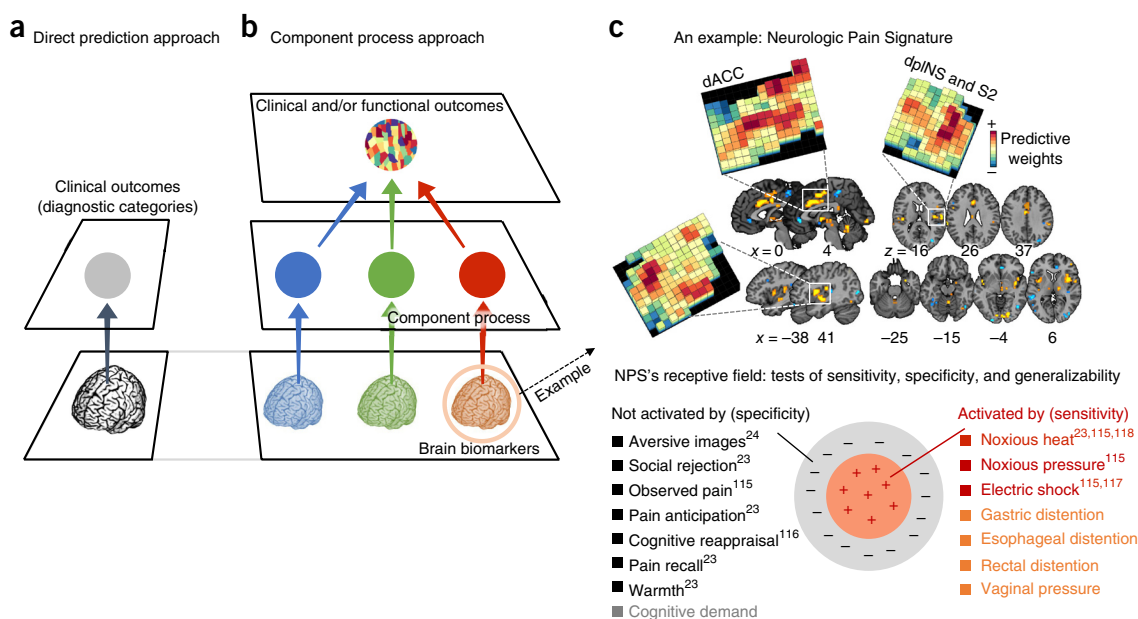 a
Direct prediction approach
b
Component process approach
c
An example: Neurologic Pain Signature
Clinical outcomes
(diagnostic categories)
Clinical and/or functional outcomes
Component process
Brain biomarkers
Example
dACC
dpINS and S2
+
Predictive
weights
–
x = 0
4
z = 16
26
37
x = –38
41
–25
–15
–4
6
NPS's receptive field: tests of sensitivity, specificity, and generalizability
Not activated by (specificity)
Aversive images24
Social rejection23
Observed pain115
Pain anticipation23
Cognitive reappraisal116
Pain recall23
Warmth23
Cognitive demand
Activated by (sensitivity)
Noxious heat23,115,118
Noxious pressure115
Electric shock115,117
Gastric distention
Esophageal distention
Rectal distention
Vaginal pressure